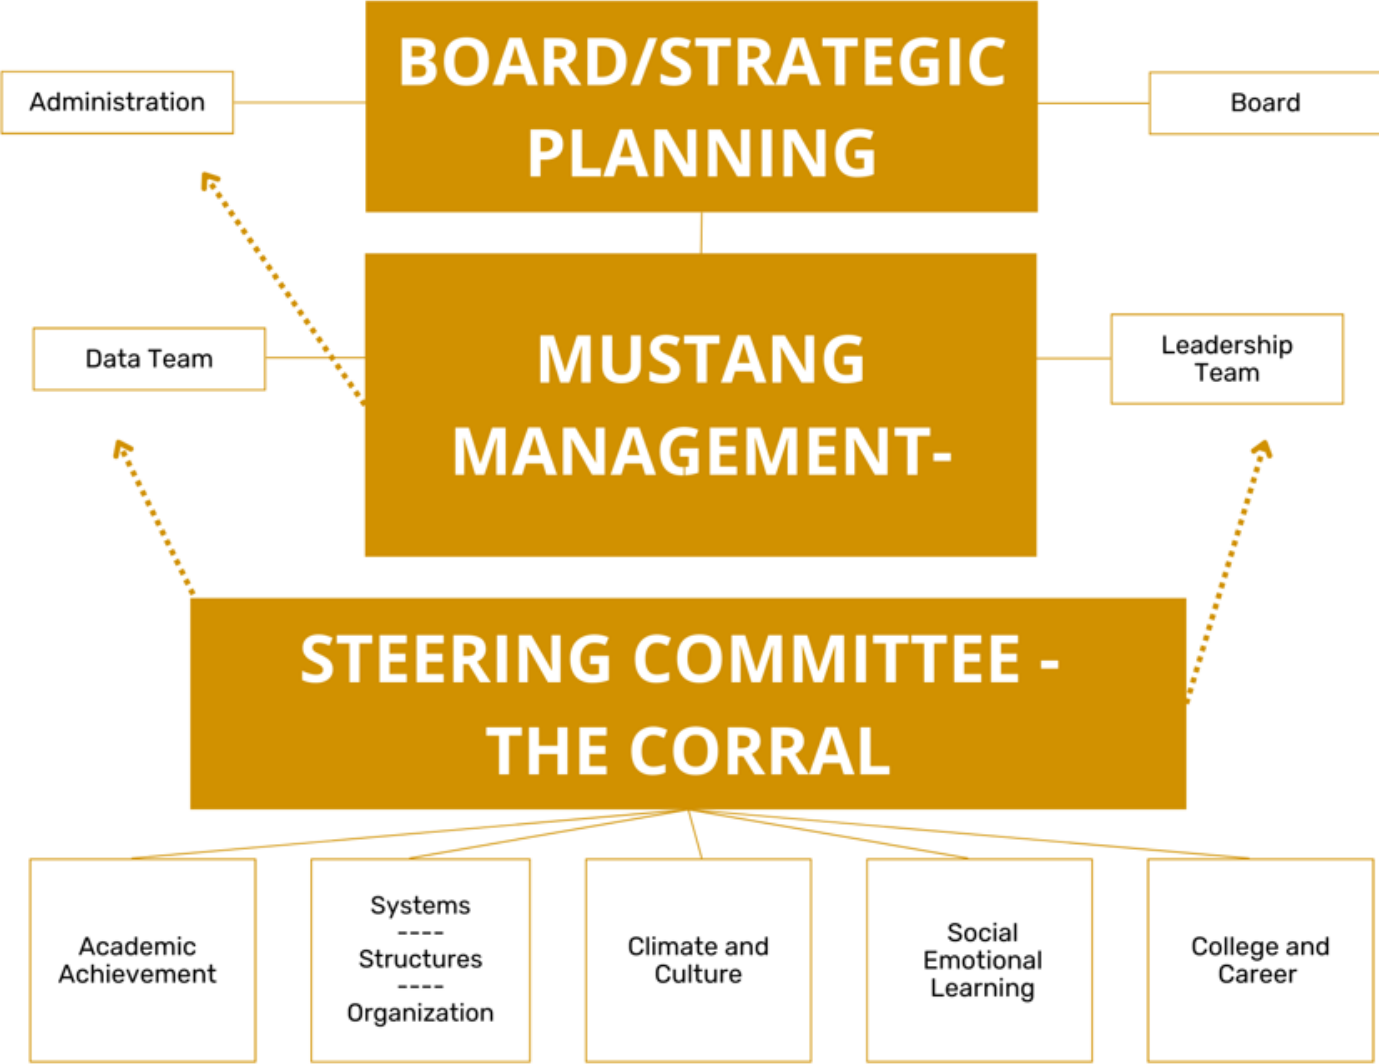 BOARD/STRATEGIC
PLANNING
Administration
Board
MUSTANG
MANAGEMENT-
Data Team
Leadership
Team
STEERING COMMITTEE -
THE CORRAL
Academic
Achievement
Systems
----
Structures
----
Organization
Climate and
Culture
Social
Emotional
Learning
College and
Career